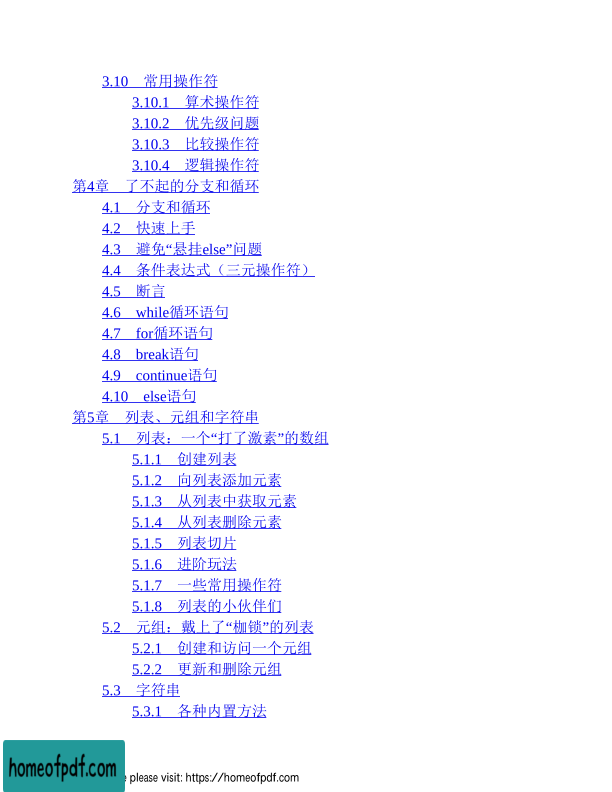 3.10 常用操作符
3.10.1 算术操作符
3.10.2 优先级问题
3.10.3 比较操作符
3.10.4 逻辑操作符
第4章 了不起的分支和循环
4.1 分支和循环
4.2 快速上手
4.3 避免“悬挂else”问题
4.4 条件表达式（三元操作符）
4.5 断言
4.6 while循环语句
4.7 for循环语句
4.8 break语句
4.9 continue语句
4.10 else语句
第5章 列表、元组和字符串
5.1 列表：一个“打了激素”的数组
5.1.1 创建列表
5.1.2 向列表添加元素
5.1.3 从列表中获取元素
5.1.4 从列表删除元素
5.1.5 列表切片
5.1.6 进阶玩法
5.1.7 一些常用操作符
5.1.8 列表的小伙伴们
5.2 元组：戴上了“枷锁”的列表
5.2.1 创建和访问一个元组
5.2.2 更新和删除元组
5.3 字符串
5.3.1 各种内置方法
homeofpdf.com
please visit: https://homeofpdf.com